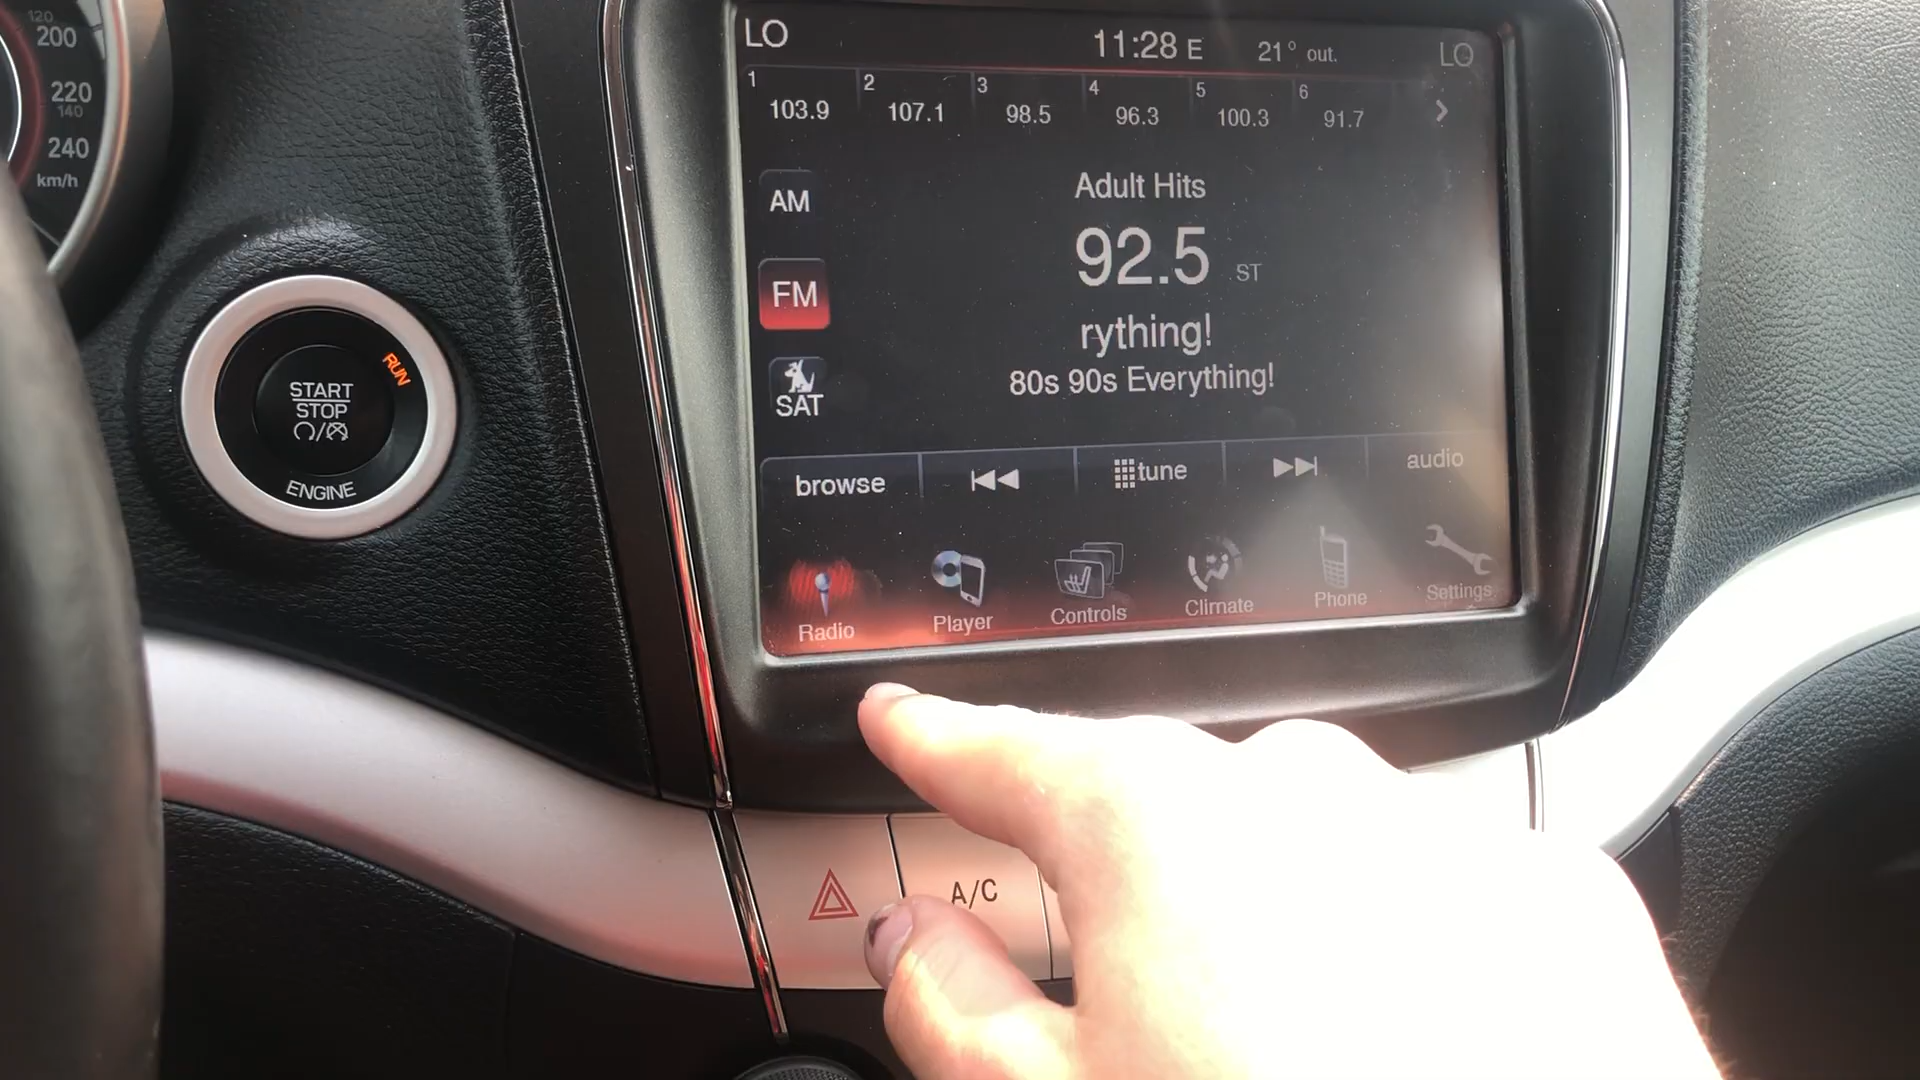 120
200
220
140
240
km/h
START
STOP
RUN
ENGINE
LO 11:28 E 21° out. LO
1 2 3 4 5 6
103.9 107.1 98.5 96.3 100.3 91.7
AM
FM
SAT
Adult Hits
92.5 ST
rything!
80s 90s Everything!
browse tune audio
Radio Player Controls Climate Phone Settings
A/C